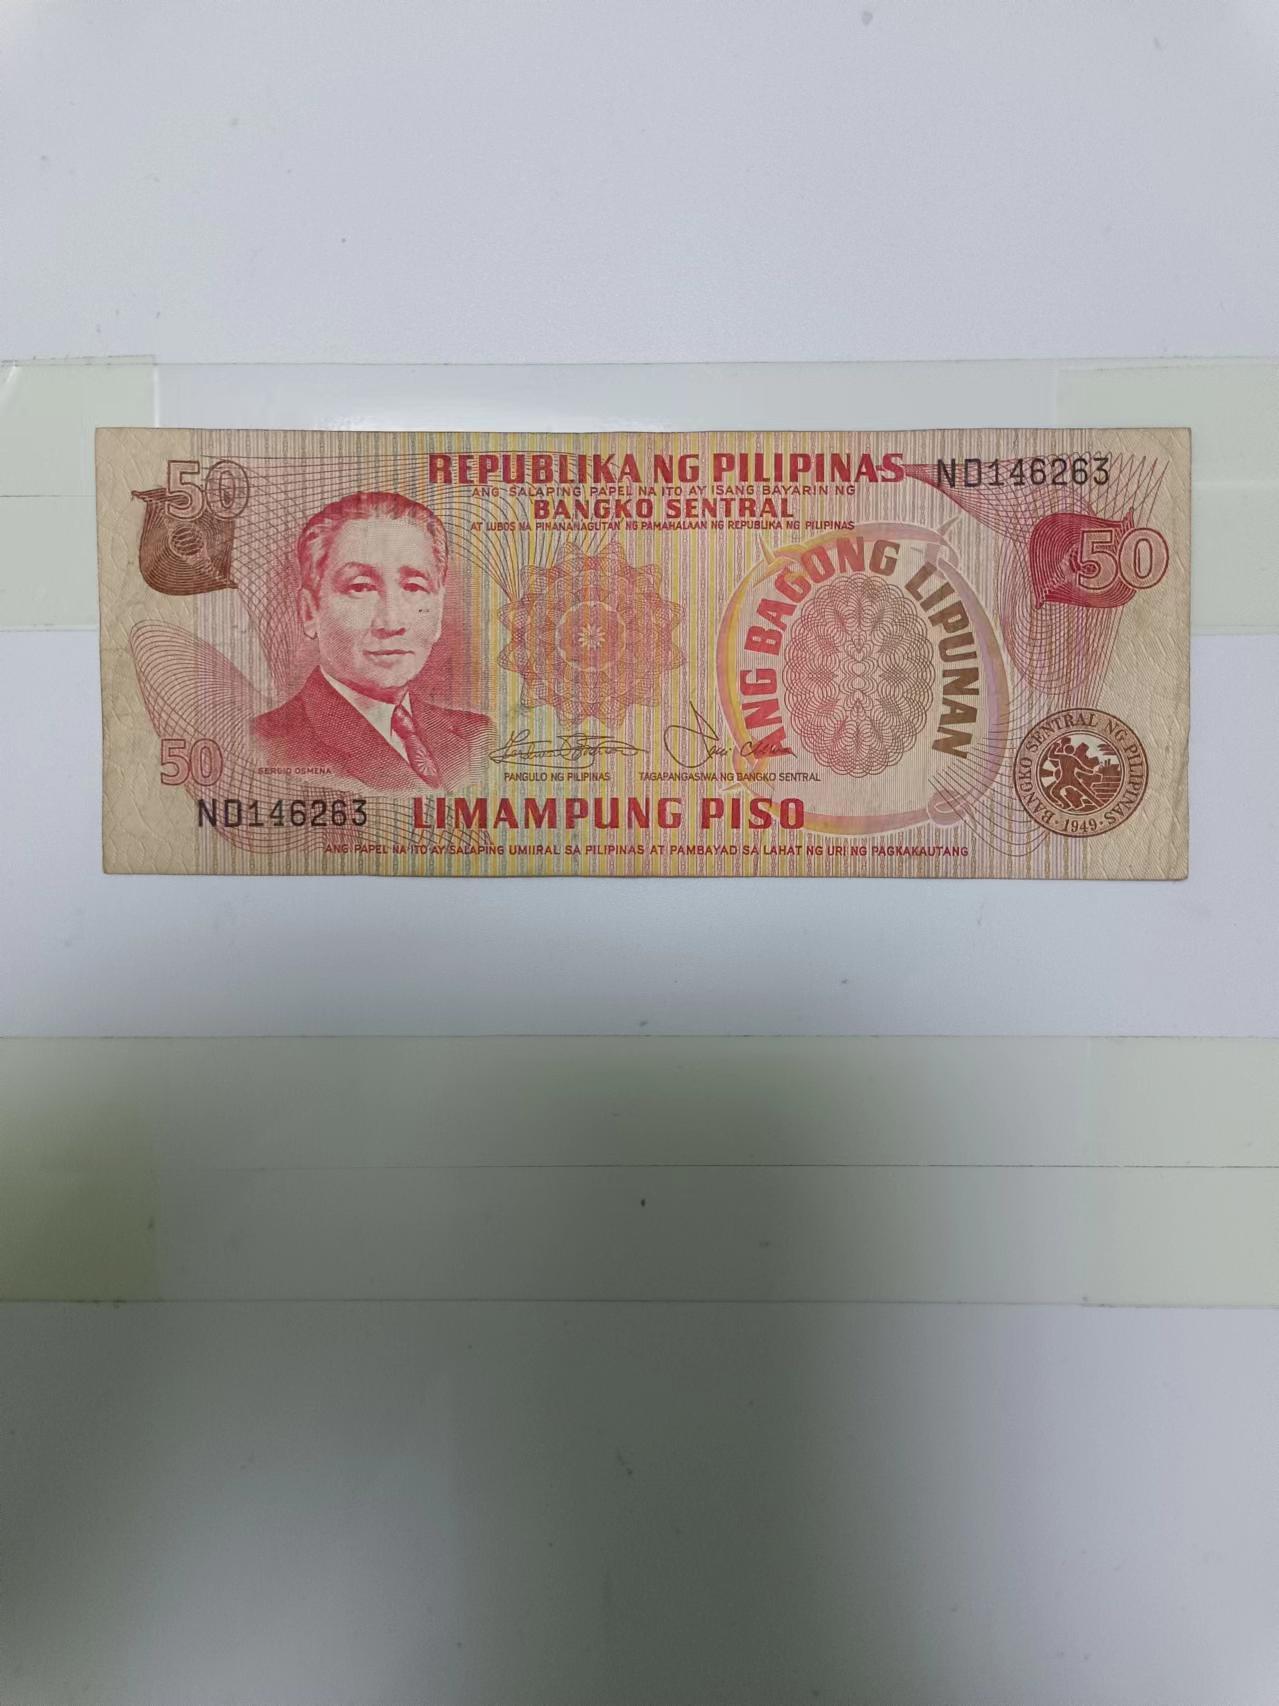 50
REPUBLIKA NG PILIPINAS
ND146263
ANG SALAPING PAPEL NA ITO AY ISANG BAYARIN NG
BANGKO SENTRAL
AT LUBOS NA PINANANAGUTAN NG PAMAHALAAN NG REPUBLIKA NG PILIPINAS
50
ANG BAGONG LIPUNAN
BANGKO SENTRAL NG PILIPINAS
·1949·
50
SERGIO OSMEÑA
PANGULO NG PILIPINAS
TAGAPANGASIWA NG BANGKO SENTRAL
ND146263
LIMAMPUNG PISO
ANG PAPEL NA ITO AY SALAPING UMIIRAL SA PILIPINAS AT PAMBAYAD SA LAHAT NG URI NG PAGKAKAUTANG